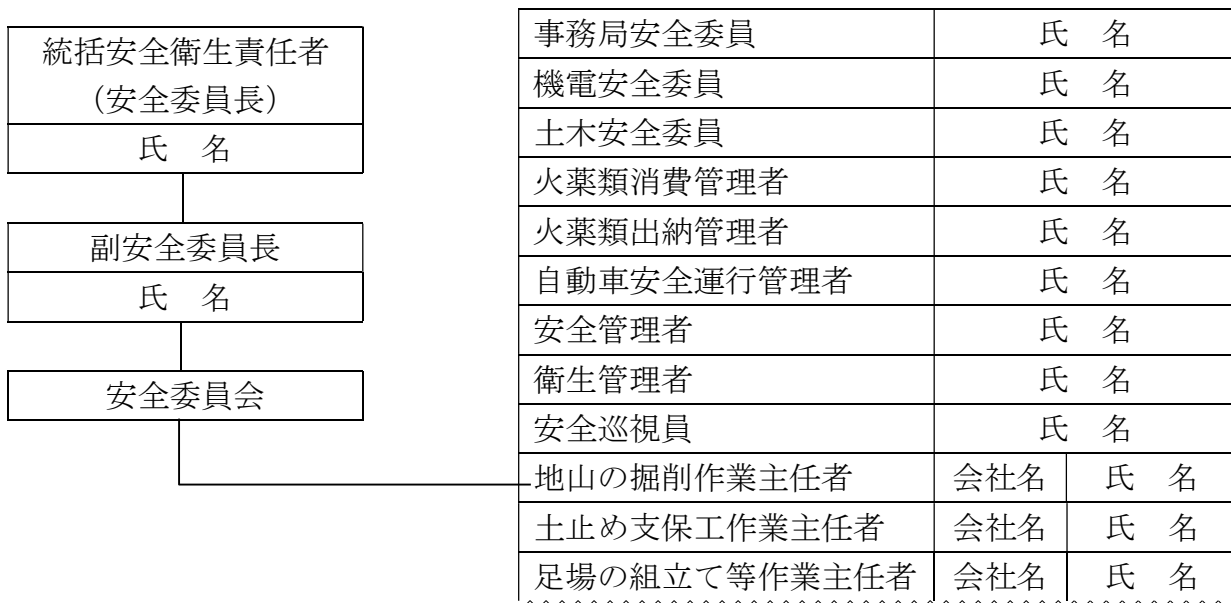 統括安全衛生責任者
(安全委員長)
氏　名
副安全委員長
氏　名
安全委員会
事務局安全委員　氏　名
機電安全委員　氏　名
土木安全委員　氏　名
火薬類消費管理者　氏　名
火薬類出納管理者　氏　名
自動車安全運行管理者　氏　名
安全管理者　氏　名
衛生管理者　氏　名
安全巡視員　氏　名
地山の掘削作業主任者　会社名　氏　名
土止め支保工作業主任者　会社名　氏　名
足場の組立て等作業主任者　会社名　氏　名